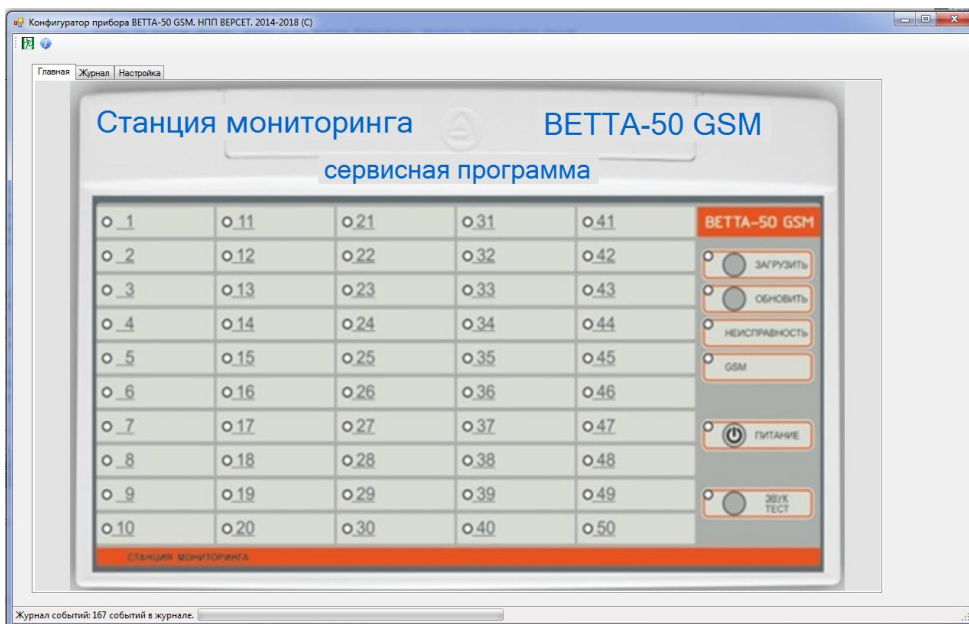 Конфигуратор прибора ВЕТТА-50 GSM. НПП ВЕРСЕТ. 2014-2018 (C)
Главная Журнал Настройка
Станция мониторинга ВЕТТА-50 GSM
сервисная программа
1 11 21 31 41 ВЕТТА-50 GSM
2 12 22 32 42 ЗАГРУЗИТЬ
3 13 23 33 43 ОБНОВИТЬ
4 14 24 34 44 НЕИСПРАВНОСТЬ
5 15 25 35 45 GSM
6 16 26 36 46
7 17 27 37 47 ПИТАНИЕ
8 18 28 38 48
9 19 29 39 49 ЗВУК
ТЕСТ
10 20 30 40 50
СТАНЦИЯ МОНИТОРИНГА
Журнал событий: 167 событий в журнале.